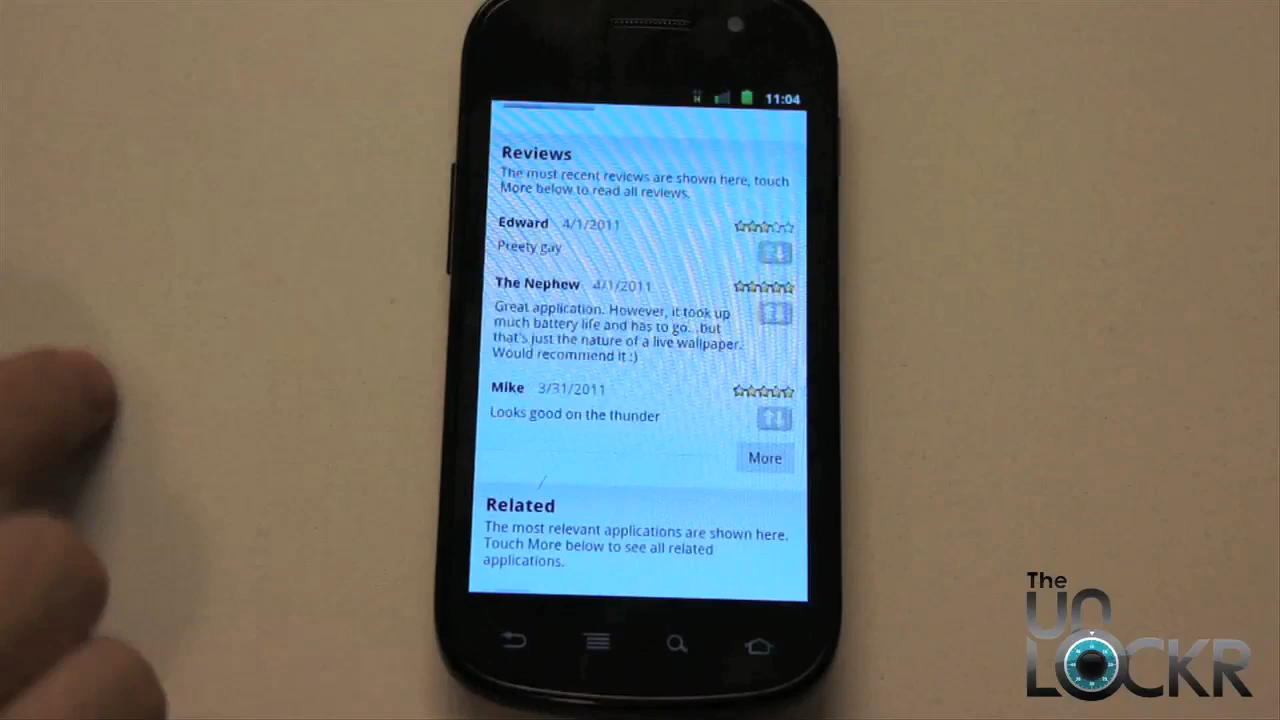 11:04
Reviews
The most recent reviews are shown here, touch
More below to read all reviews.
Edward 4/1/2011
Preety gay
The Nephew 4/1/2011
Great application. However, it took up
much battery life and has to go...but
that's just the nature of a live wallpaper.
Would recommend it :)
Mike 3/31/2011
Looks good on the thunder
More
Related
The most relevant applications are shown here.
Touch More below to see all related
applications.
The
UN
LOCKR